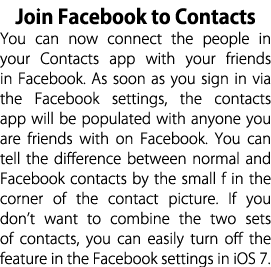 Join Facebook to Contacts
You can now connect the people in
your Contacts app with your friends
in Facebook. As soon as you sign in via
the Facebook settings, the contacts
app will be populated with anyone you
are friends with on Facebook. You can
tell the difference between normal and
Facebook contacts by the small f in the
corner of the contact picture. If you
don’t want to combine the two sets
of contacts, you can easily turn off the
feature in the Facebook settings in iOS 7.